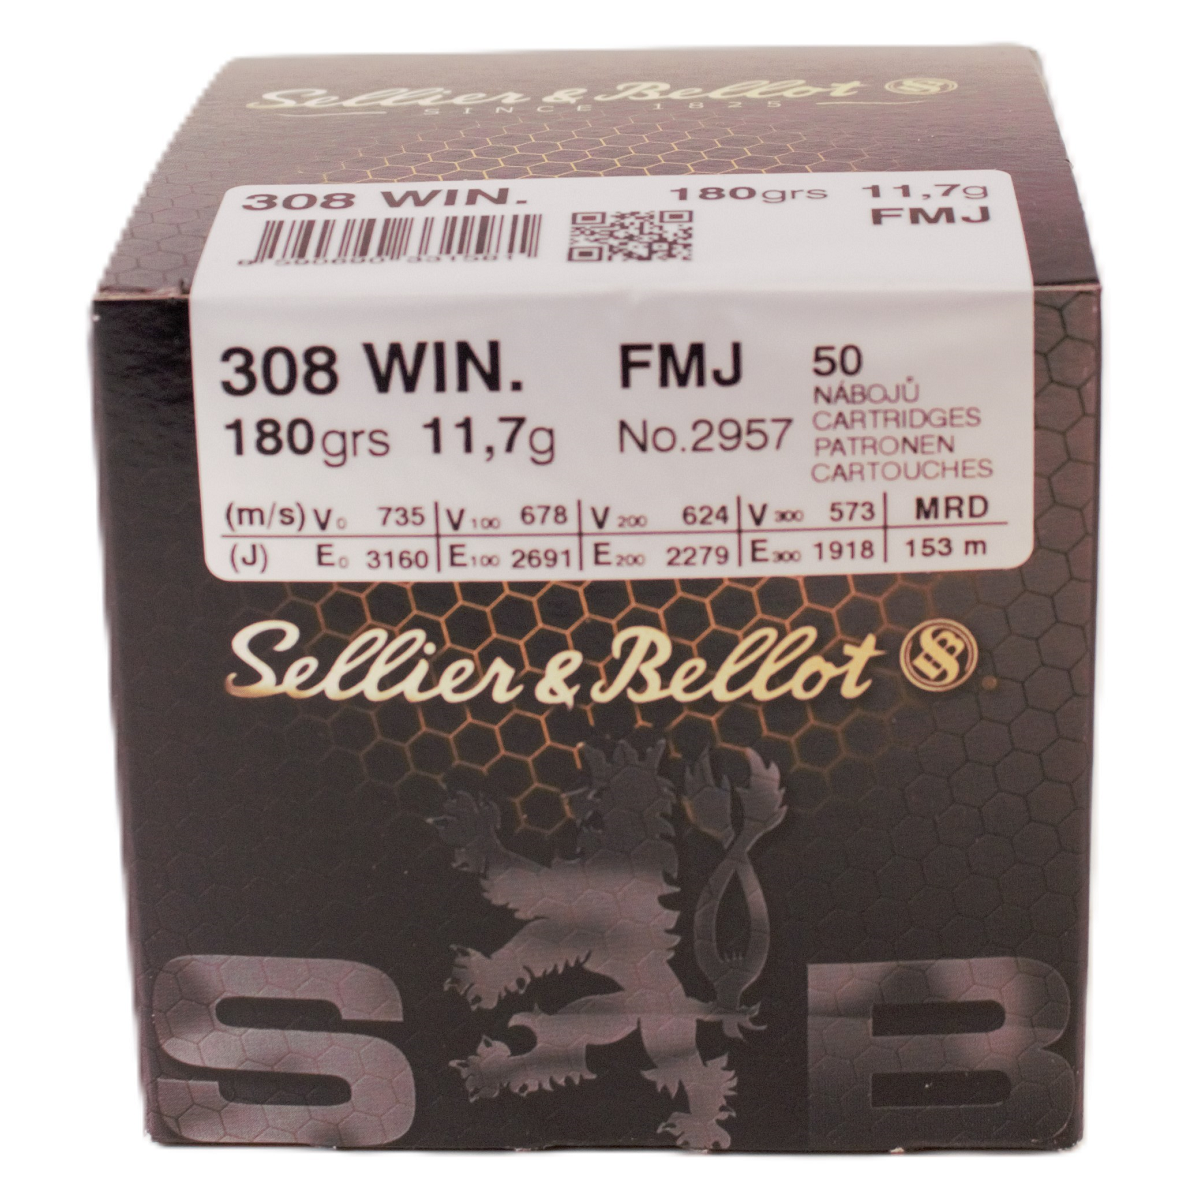 Sellier & Bellot SB
SINCE 1825
308 WIN. 180grs 11,7g
FMJ
308 WIN. FMJ 50
NÁBOJŮ
CARTRIDGES
180grs 11,7g No.2957
PATRONEN
CARTOUCHES
(m/s) V0 735 V100 678 V200 624 V300 573 MRD
(J) E0 3160 E100 2691 E200 2279 E300 1918 153 m
Sellier & Bellot SB
S B